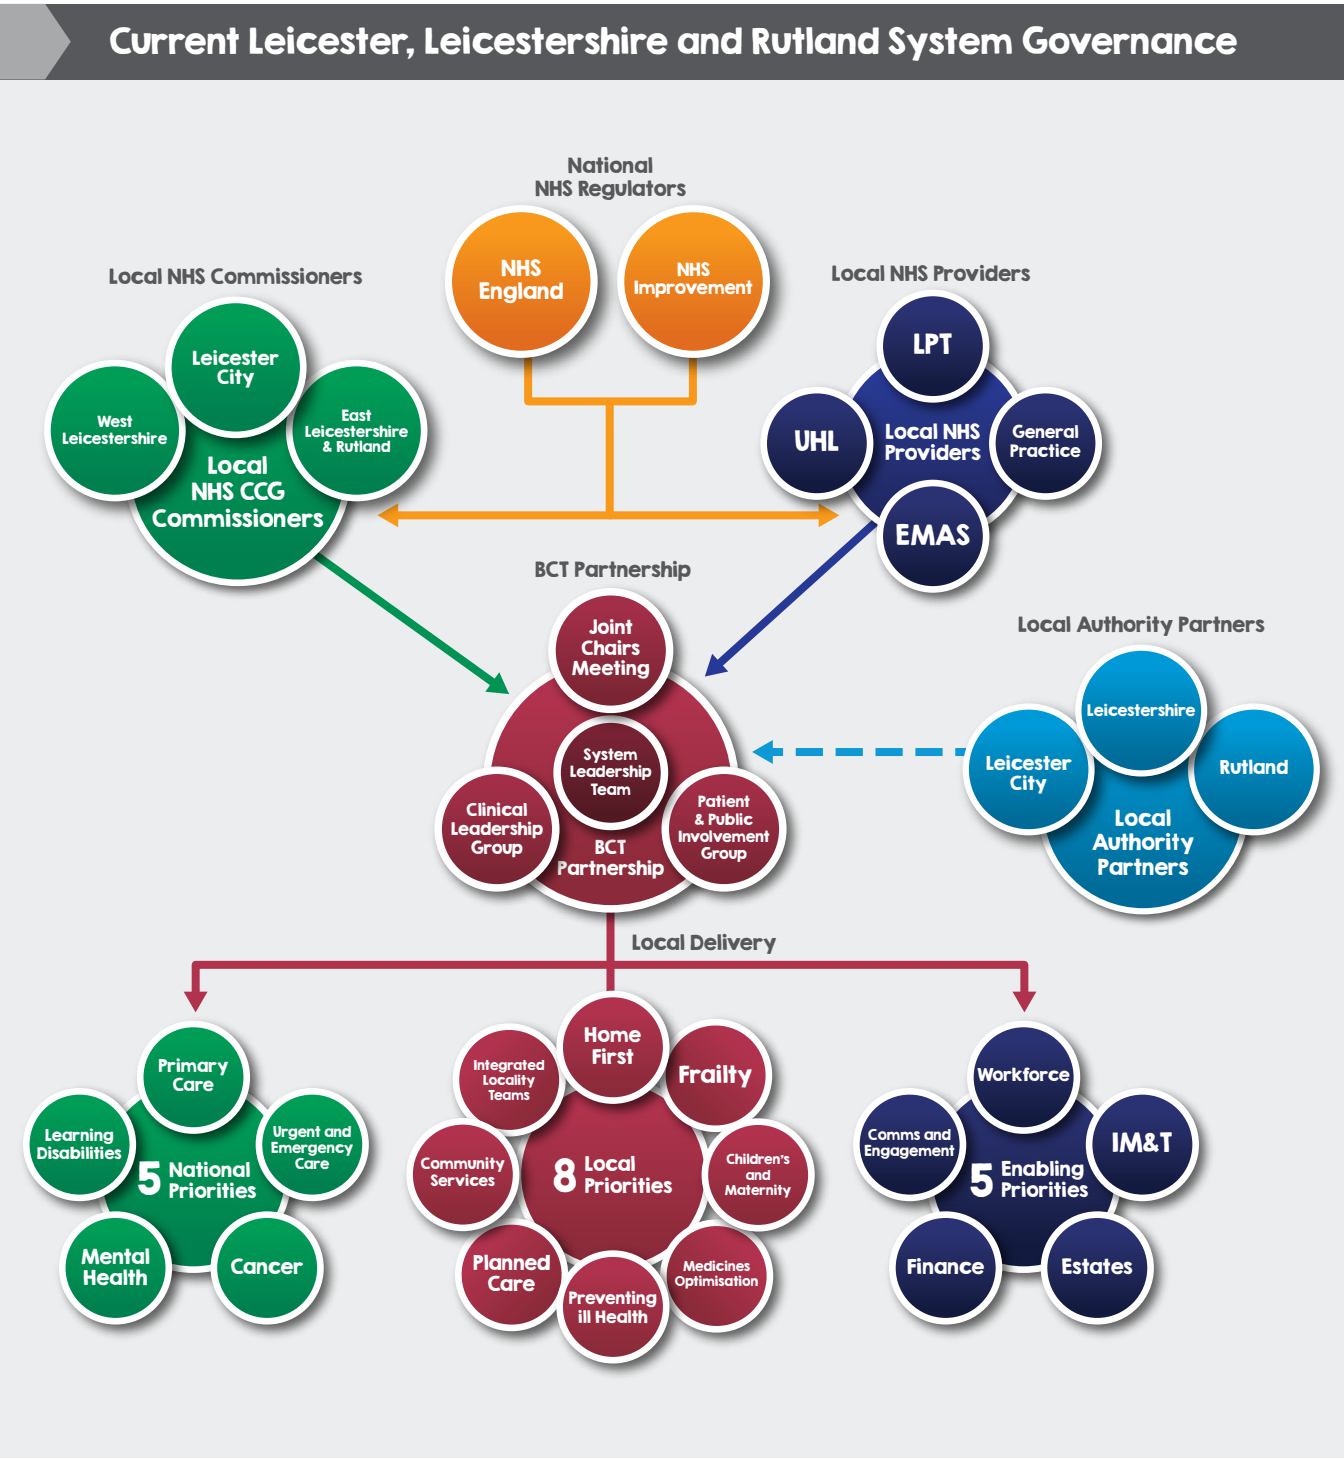 Current Leicester, Leicestershire and Rutland System Governance
National
NHS Regulators
NHS
England
NHS
Improvement
Local NHS Commissioners
Leicester
City
West
Leicestershire
East
Leicestershire
& Rutland
Local
NHS CCG
Commissioners
Local NHS Providers
LPT
UHL
Local NHS
Providers
General
Practice
EMAS
BCT Partnership
Joint
Chairs
Meeting
System
Leadership
Team
Clinical
Leadership
Group
Patient
& Public
Involvement
Group
BCT
Partnership
Local Authority Partners
Leicestershire
Leicester
City
Rutland
Local
Authority
Partners
Local Delivery
Primary
Care
Learning
Disabilities
Urgent and
Emergency
Care
5 National
Priorities
Mental
Health
Cancer
Home
First
Integrated
Locality
Teams
Frailty
Community
Services
8 Local
Priorities
Children's
and
Maternity
Planned
Care
Medicines
Optimisation
Preventing
ill Health
Workforce
Comms and
Engagement
IM&T
5 Enabling
Priorities
Finance
Estates